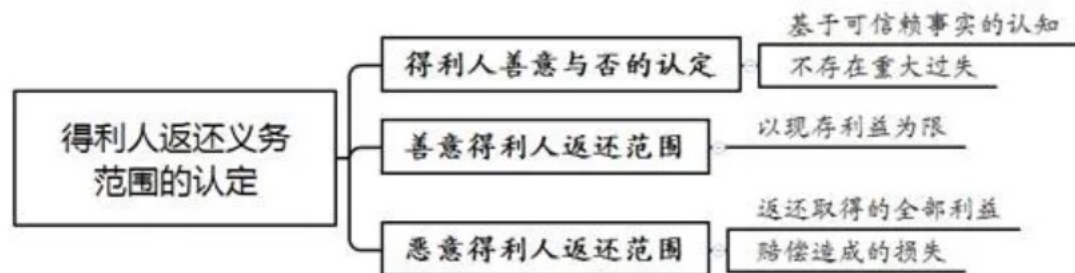 得利人返还义务
范围的认定
得利人善意与否的认定
基于可信赖事实的认知
不存在重大过失
善意得利人返还范围
以现存利益为限
恶意得利人返还范围
返还取得的全部利益
赔偿造成的损失